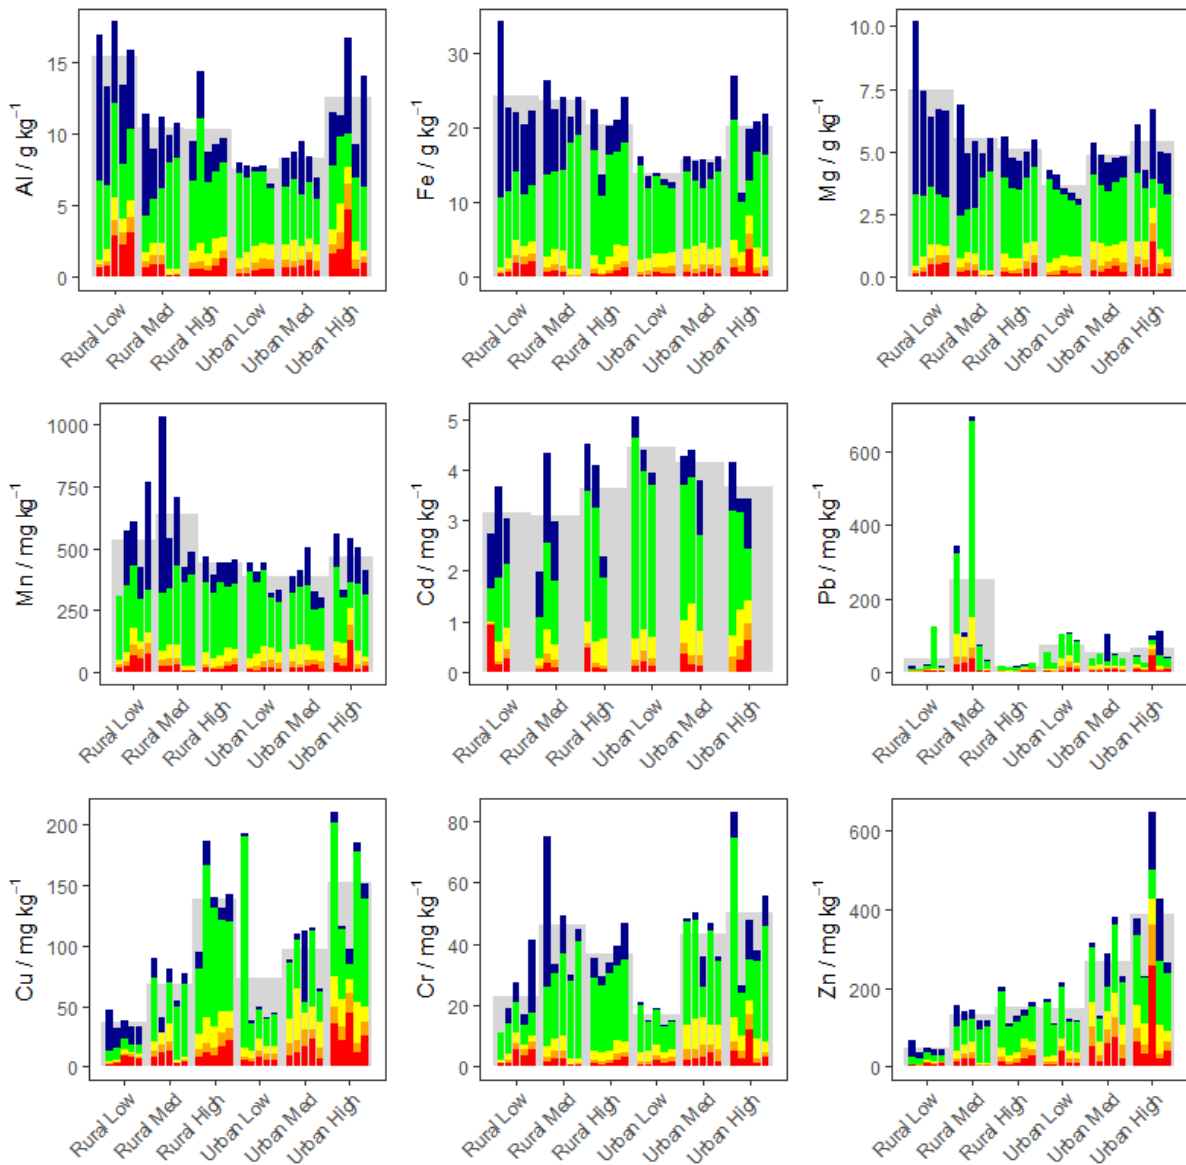 Al / g kg⁻¹
15
10
5
0
Rural Low
Rural Med
Rural High
Urban Low
Urban Med
Urban High
Fe / g kg⁻¹
30
20
10
0
Rural Low
Rural Med
Rural High
Urban Low
Urban Med
Urban High
Mg / g kg⁻¹
10.0
7.5
5.0
2.5
0.0
Rural Low
Rural Med
Rural High
Urban Low
Urban Med
Urban High
Mn / mg kg⁻¹
1000
750
500
250
0
Rural Low
Rural Med
Rural High
Urban Low
Urban Med
Urban High
Cd / mg kg⁻¹
5
4
3
2
1
0
Rural Low
Rural Med
Rural High
Urban Low
Urban Med
Urban High
Pb / mg kg⁻¹
600
400
200
0
Rural Low
Rural Med
Rural High
Urban Low
Urban Med
Urban High
Cu / mg kg⁻¹
200
150
100
50
0
Rural Low
Rural Med
Rural High
Urban Low
Urban Med
Urban High
Cr / mg kg⁻¹
80
60
40
20
0
Rural Low
Rural Med
Rural High
Urban Low
Urban Med
Urban High
Zn / mg kg⁻¹
600
400
200
0
Rural Low
Rural Med
Rural High
Urban Low
Urban Med
Urban High